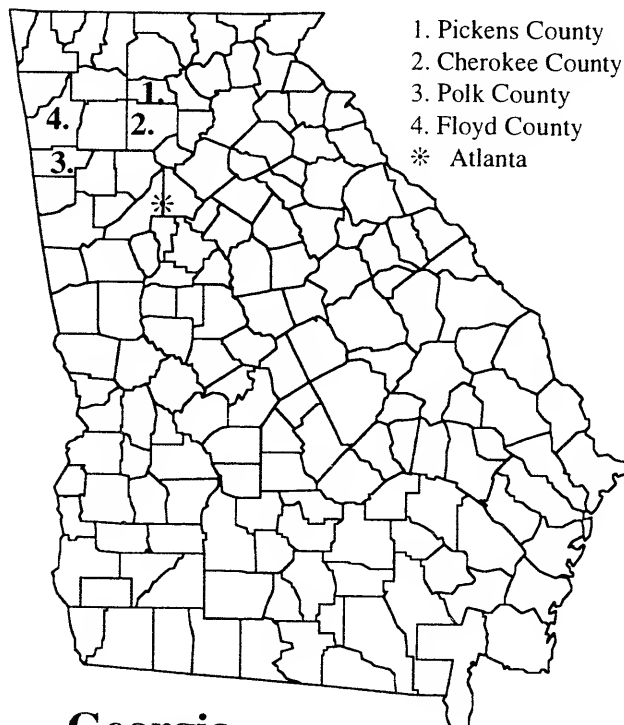 1. Pickens County
2. Cherokee County
3. Polk County
4. Floyd County
☼ Atlanta
1.
4.
2.
3.
Georgia